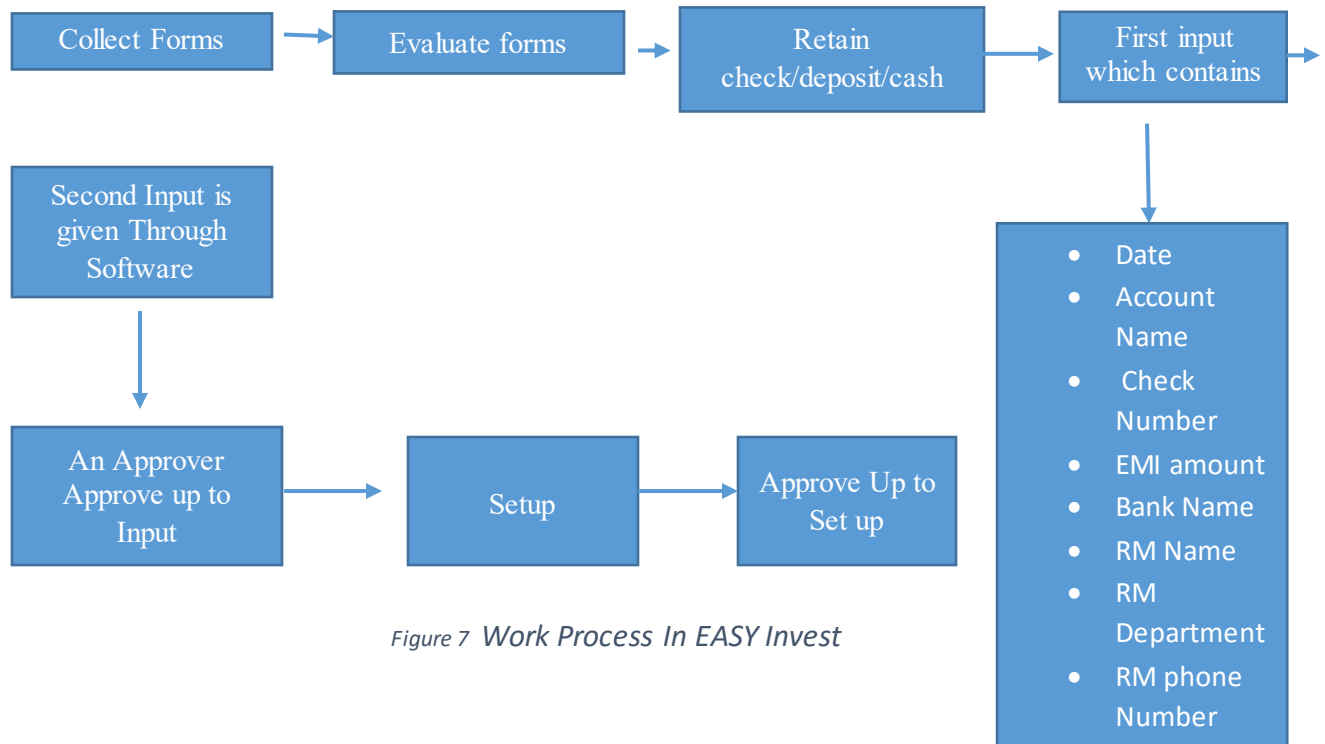 Collect Forms
Evaluate forms
Retain
check/deposit/cash
First input
which contains
Second Input is
given Through
Software
• Date
• Account
Name
• Check
Number
• EMI amount
• Bank Name
• RM Name
• RM
Department
• RM phone
Number
An Approver
Approve up to
Input
Setup
Approve Up to
Set up
Figure 7 Work Process In EASY Invest